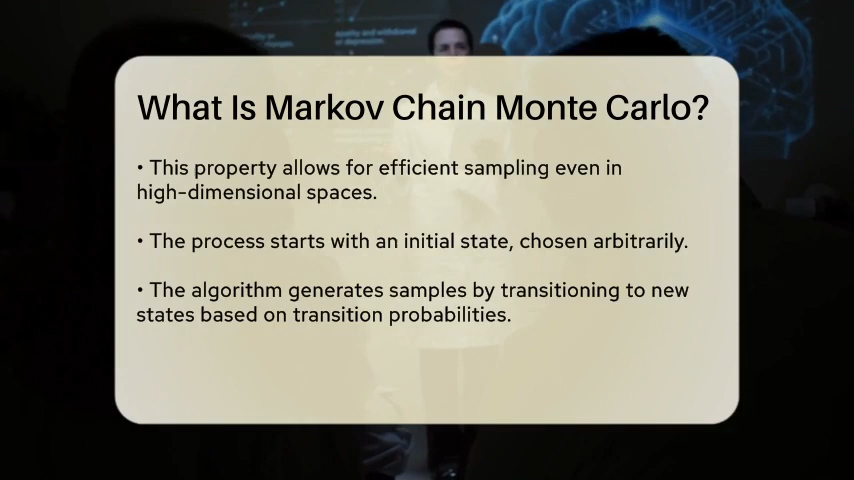 What Is Markov Chain Monte Carlo?
• This property allows for efficient sampling even in
high-dimensional spaces.
• The process starts with an initial state, chosen arbitrarily.
• The algorithm generates samples by transitioning to new
states based on transition probabilities.